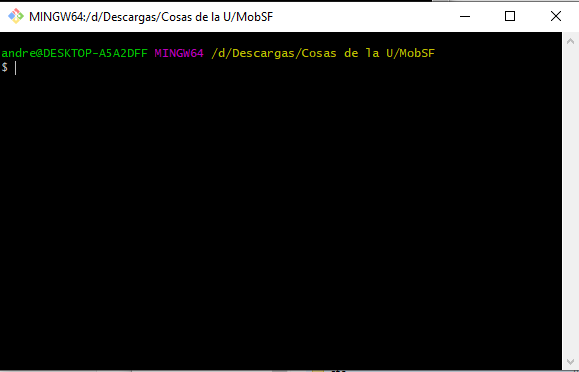 MINGW64:/d/Descargas/Cosas de la U/MobSF
andre@DESKTOP-A5A2DFF MINGW64 /d/Descargas/Cosas de la U/MobSF
$